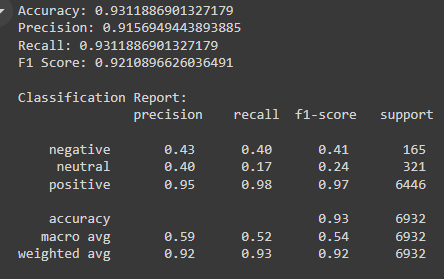 Accuracy: 0.9311886901327179
Precision: 0.9156944443893885
Recall: 0.9311886901327179
F1 Score: 0.9210896626036491
Classification Report:
precision recall f1-score support
negative 0.43 0.40 0.41 165
neutral 0.40 0.17 0.24 321
positive 0.95 0.98 0.97 6446
accuracy 0.93 6932
macro avg 0.59 0.52 0.54 6932
weighted avg 0.92 0.93 0.92 6932